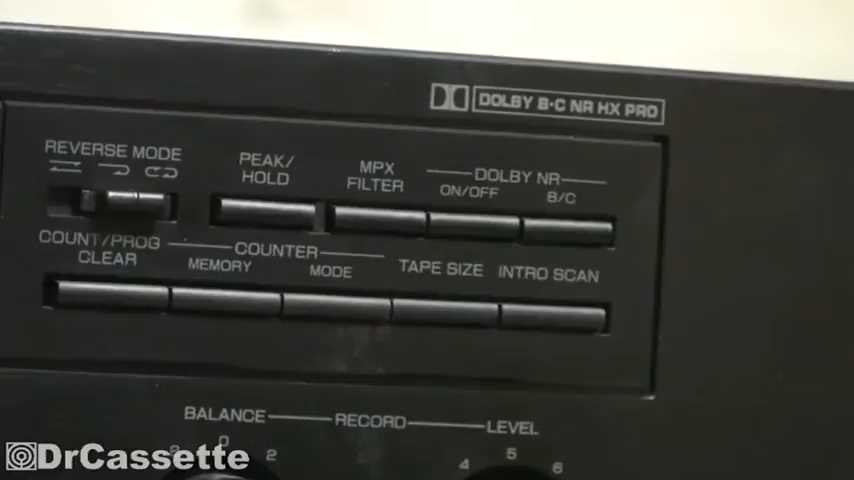 DOLBY B·C NR HX PRO
REVERSE MODE
PEAK/
HOLD
MPX
FILTER
DOLBY NR
ON/OFF
B/C
COUNT/PROG
CLEAR
COUNTER
MEMORY
MODE
TAPE SIZE
INTRO SCAN
BALANCE
RECORD
LEVEL
0
2
4
5
6
DrCassette